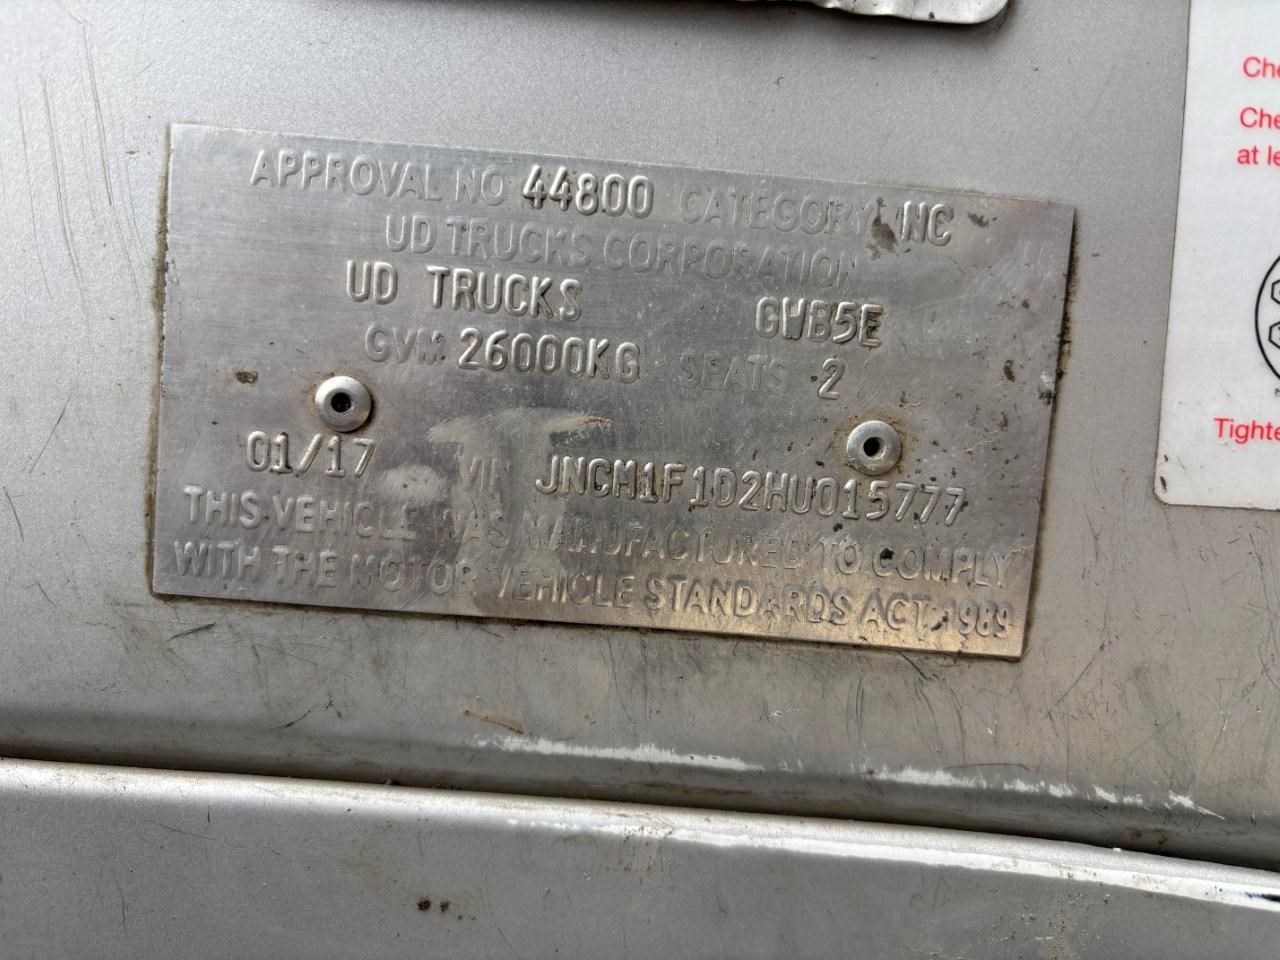 APPROVAL NO 44800 CATEGORY NC
UD TRUCKS CORPORATION
UD TRUCKS GWB5E
GVM 26000KG SEATS 2
01/17 VIN JNCM1F1D2HU015777
THIS VEHICLE WAS MANUFACTURED TO COMPLY
WITH THE MOTOR VEHICLE STANDARDS ACT 1989
Che
Che
at le
Tighte